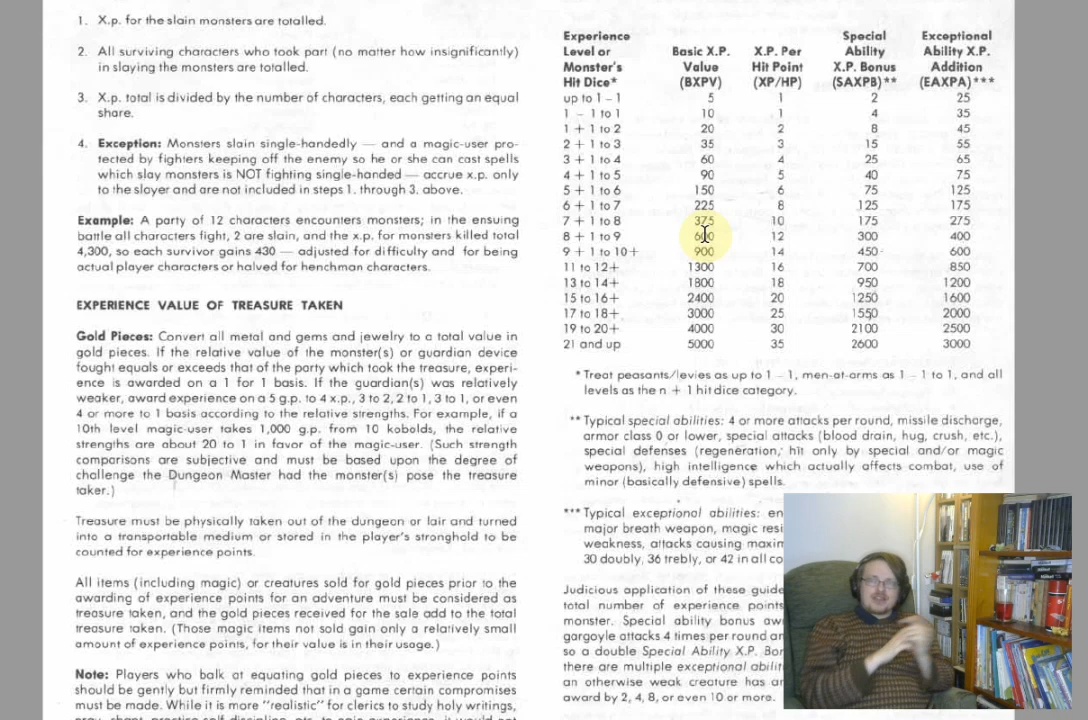 1. X.p. for the slain monsters are totalled.
2. All surviving characters who took part (no matter how insignificantly)
in slaying the monsters are totalled.
3. X.p. total is divided by the number of characters, each getting an equal
share.
4. Exception: Monsters slain single-handedly — and a magic-user pro-
tected by fighters keeping off the enemy so he or she can cast spells
which slay monsters is NOT fighting single-handed — accrue x.p. only
to the slayer and are not included in steps 1. through 3. above.
Example: A party of 12 characters encounters monsters; in the ensuing
battle all characters fight, 2 are slain, and the x.p. for monsters killed total
4,300, so each survivor gains 430 — adjusted for difficulty and for being
actual player characters or halved for henchman characters.
EXPERIENCE VALUE OF TREASURE TAKEN
Gold Pieces: Convert all metal and gems and jewelry to a total value in
gold pieces. If the relative value of the monster(s) or guardian device
fought equals or exceeds that of the party which took the treasure, experi-
ence is awarded on a 1 for 1 basis. If the guardian(s) was relatively
weaker, award experience on a 5 g.p. to 4 x.p., 3 to 2, 2 to 1, 3 to 1, or even
4 or more to 1 basis according to the relative strengths. For example, if a
10th level magic-user takes 1,000 g.p. from 10 kobolds, the relative
strengths are about 20 to 1 in favor of the magic-user. (Such strength
comparisons are subjective and must be based upon the degree of
challenge the Dungeon Master had the monster(s) pose the treasure
taker.)
Treasure must be physically taken out of the dungeon or lair and turned
into a transportable medium or stored in the player's stronghold to be
counted for experience points.
All items (including magic) or creatures sold for gold pieces prior to the
awarding of experience points for an adventure must be considered as
treasure taken, and the gold pieces received for the sale add to the total
treasure taken. (Those magic items not sold gain only a relatively small
amount of experience points, for their value is in their usage.)
Note: Players who balk at equating gold pieces to experience points
should be gently but firmly reminded that in a game certain compromises
must be made. While it is more "realistic" for clerics to study holy writings,
Experience Special Exceptional
Level or Basic X.P. X.P. Per Ability Ability X.P.
Monster's Value Hit Point X.P. Bonus Addition
Hit Dice* (BXPV) (XP/HP) (SAXPB)** (EAXPA)***
up to 1 – 1 5 1 2 25
1 – 1 to 1 10 1 4 35
1 + 1 to 2 20 2 8 45
2 + 1 to 3 35 3 15 55
3 + 1 to 4 60 4 25 65
4 + 1 to 5 90 5 40 75
5 + 1 to 6 150 6 75 125
6 + 1 to 7 225 8 125 175
7 + 1 to 8 375 10 175 275
8 + 1 to 9 600 12 300 400
9 + 1 to 10+ 900 14 450 600
11 to 12+ 1300 16 700 850
13 to 14+ 1800 18 950 1200
15 to 16+ 2400 20 1250 1600
17 to 18+ 3000 25 1550 2000
19 to 20+ 4000 30 2100 2500
21 and up 5000 35 2600 3000
* Treat peasants/levies as up to 1 – 1, men-at-arms as 1 – 1 to 1, and all
levels as the n + 1 hit dice category.
** Typical special abilities: 4 or more attacks per round, missile discharge,
armor class 0 or lower, special attacks (blood drain, hug, crush, etc.),
special defenses (regeneration, hit only by special and/or magic
weapons), high intelligence which actually affects combat, use of
minor (basically defensive) spells.
*** Typical exceptional abilities: en
major breath weapon, magic resi
weakness, attacks causing maxim
30 doubly, 36 trebly, or 42 in all co
Judicious application of these guide
total number of experience points
monster. Special ability bonus aw
gargoyle attacks 4 times per round an
so a double Special Ability X.P. Bon
there are multiple exceptional abiliti
an otherwise weak creature has an
award by 2, 4, 8, or even 10 or more.